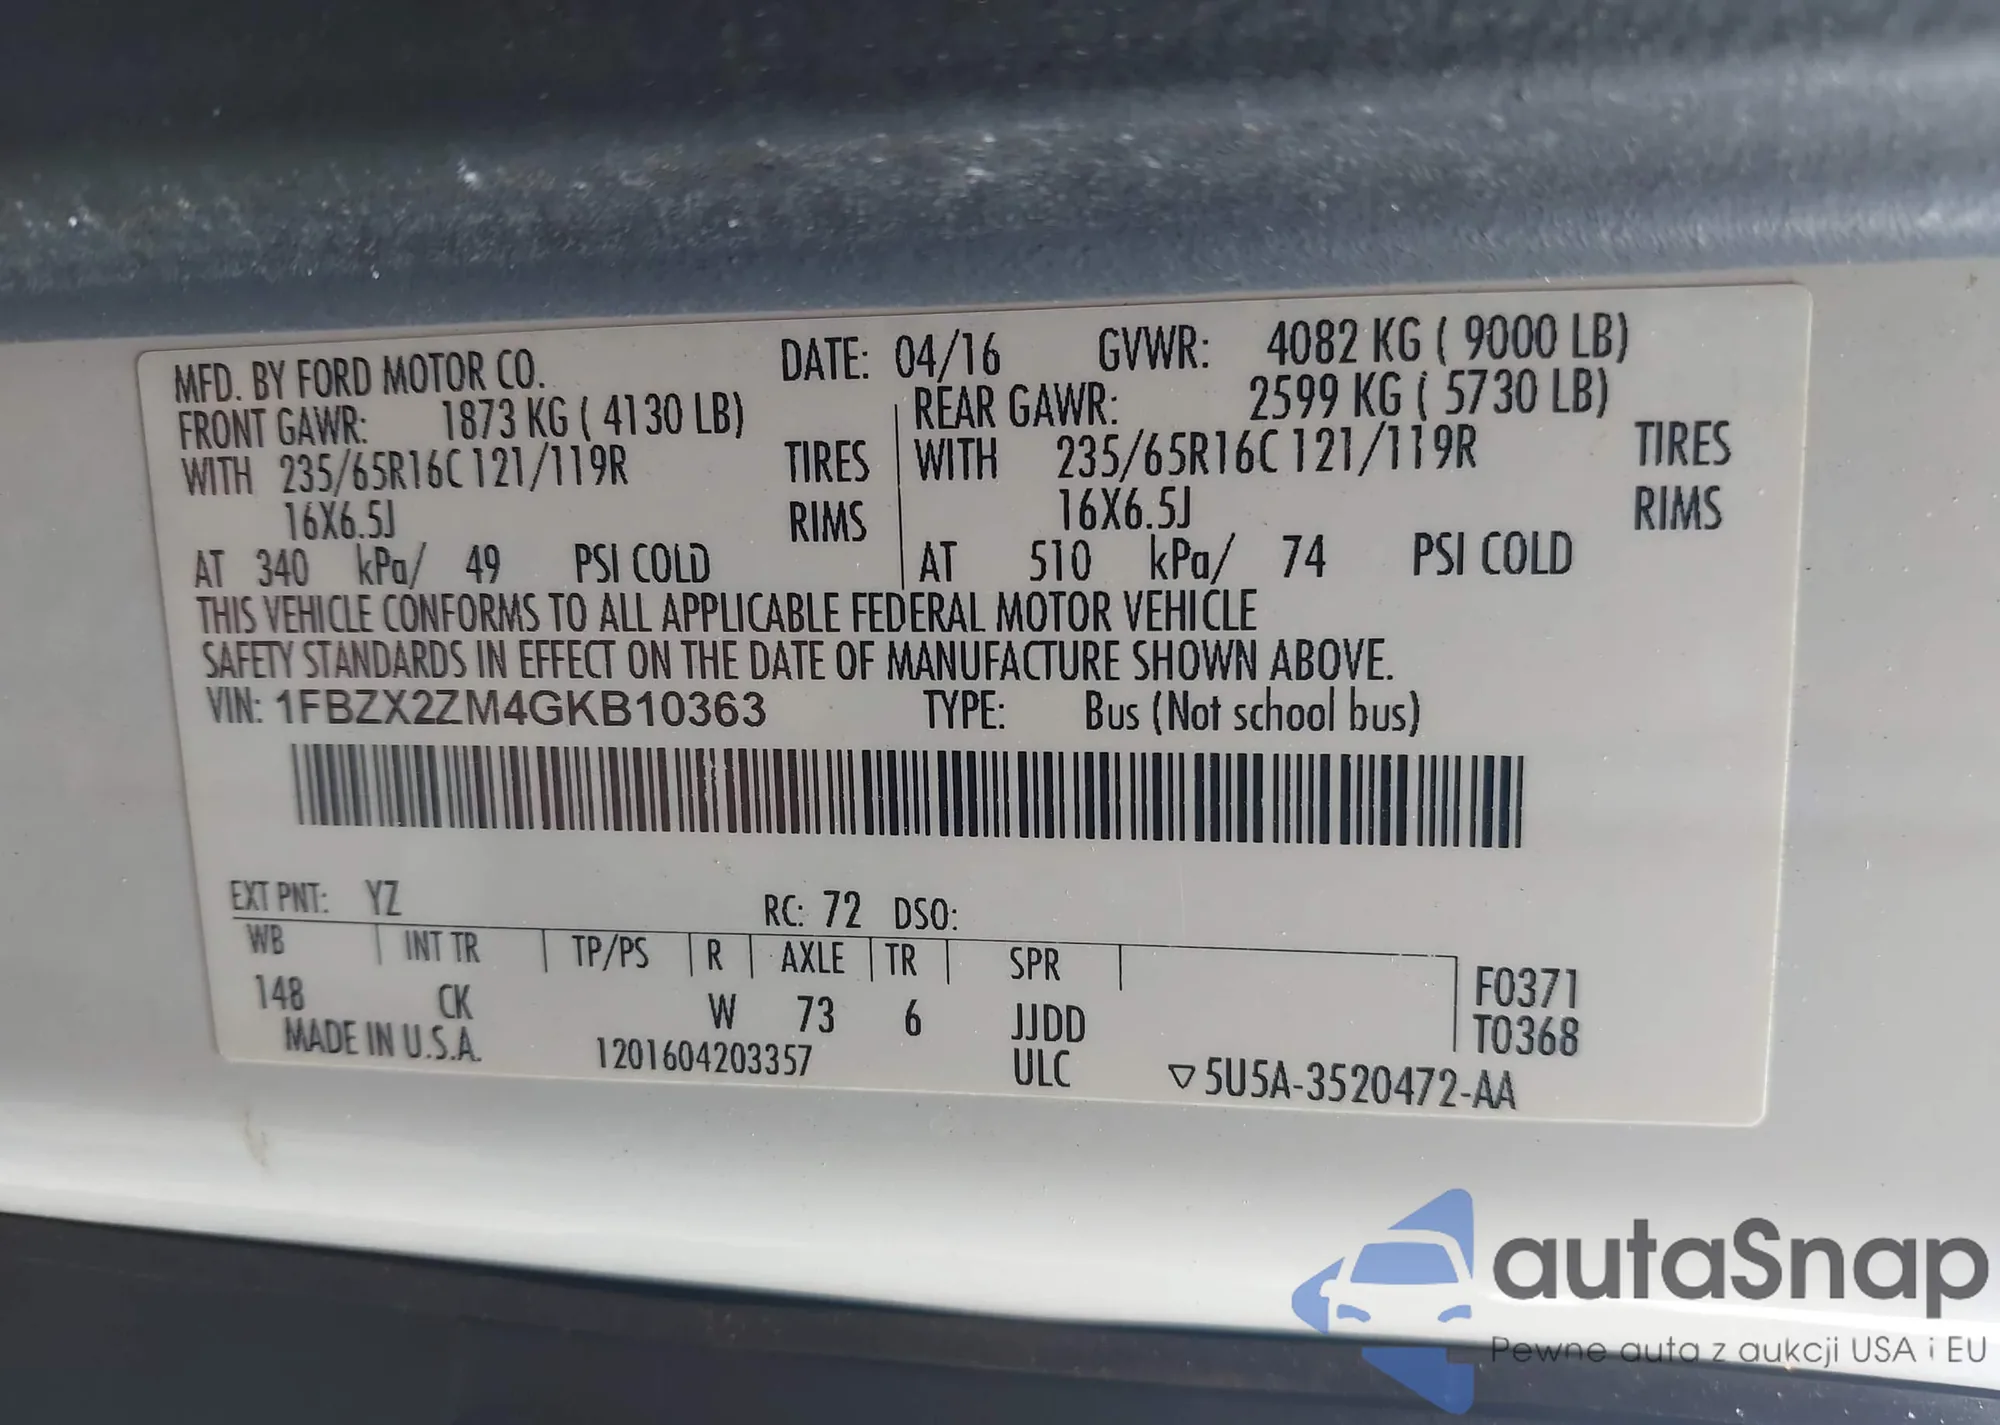 MFD. BY FORD MOTOR CO. DATE: 04/16 GVWR: 4082 KG ( 9000 LB)
FRONT GAWR: 1873 KG ( 4130 LB) REAR GAWR: 2599 KG ( 5730 LB)
WITH 235/65R16C 121/119R TIRES WITH 235/65R16C 121/119R TIRES
16X6.5J RIMS 16X6.5J RIMS
AT 340 kPa/ 49 PSI COLD AT 510 kPa/ 74 PSI COLD
THIS VEHICLE CONFORMS TO ALL APPLICABLE FEDERAL MOTOR VEHICLE
SAFETY STANDARDS IN EFFECT ON THE DATE OF MANUFACTURE SHOWN ABOVE.
VIN: 1FBZX2ZM4GKB10363 TYPE: Bus (Not school bus)
EXT PNT: YZ RC: 72 DSO:
WB INT TR TP/PS R AXLE TR SPR
148 CK W 73 6 JJDD F0371
T0368
MADE IN U.S.A. 1201604203357 ULC ▽5U5A-3520472-AA
autaSnap
Pewne auta z aukcji USA i EU